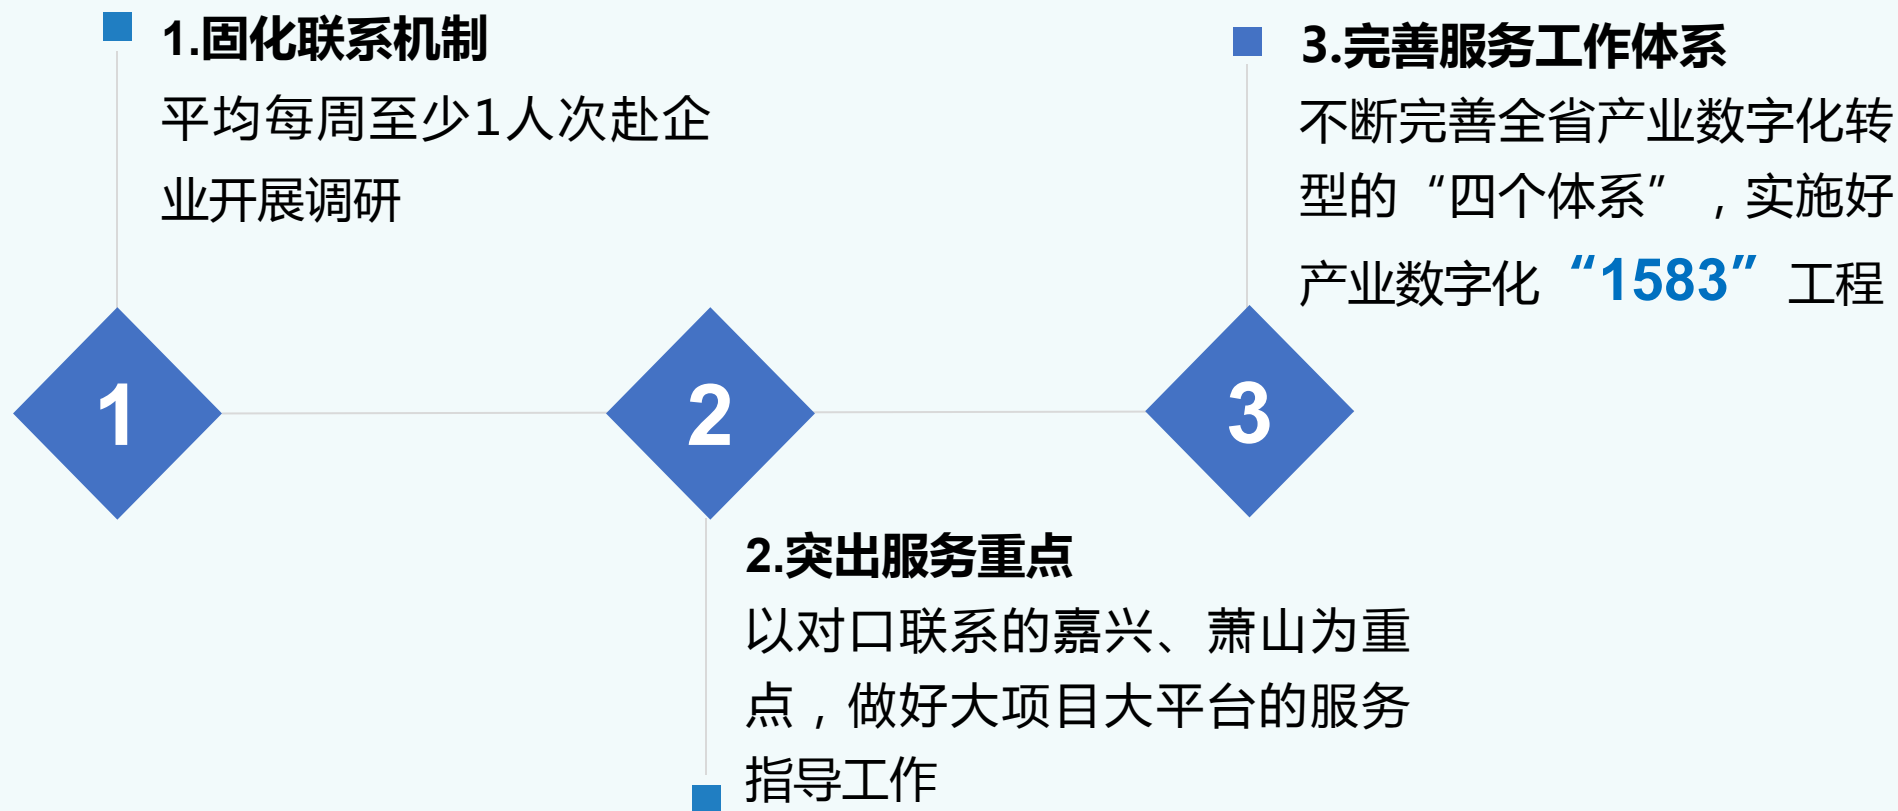 1.固化联系机制
平均每周至少1人次赴企
业开展调研
3.完善服务工作体系
不断完善全省产业数字化转
型的“四个体系”，实施好
产业数字化“1583”工程
1
2
3
2.突出服务重点
以对口联系的嘉兴、萧山为重
点，做好大项目大平台的服务
指导工作